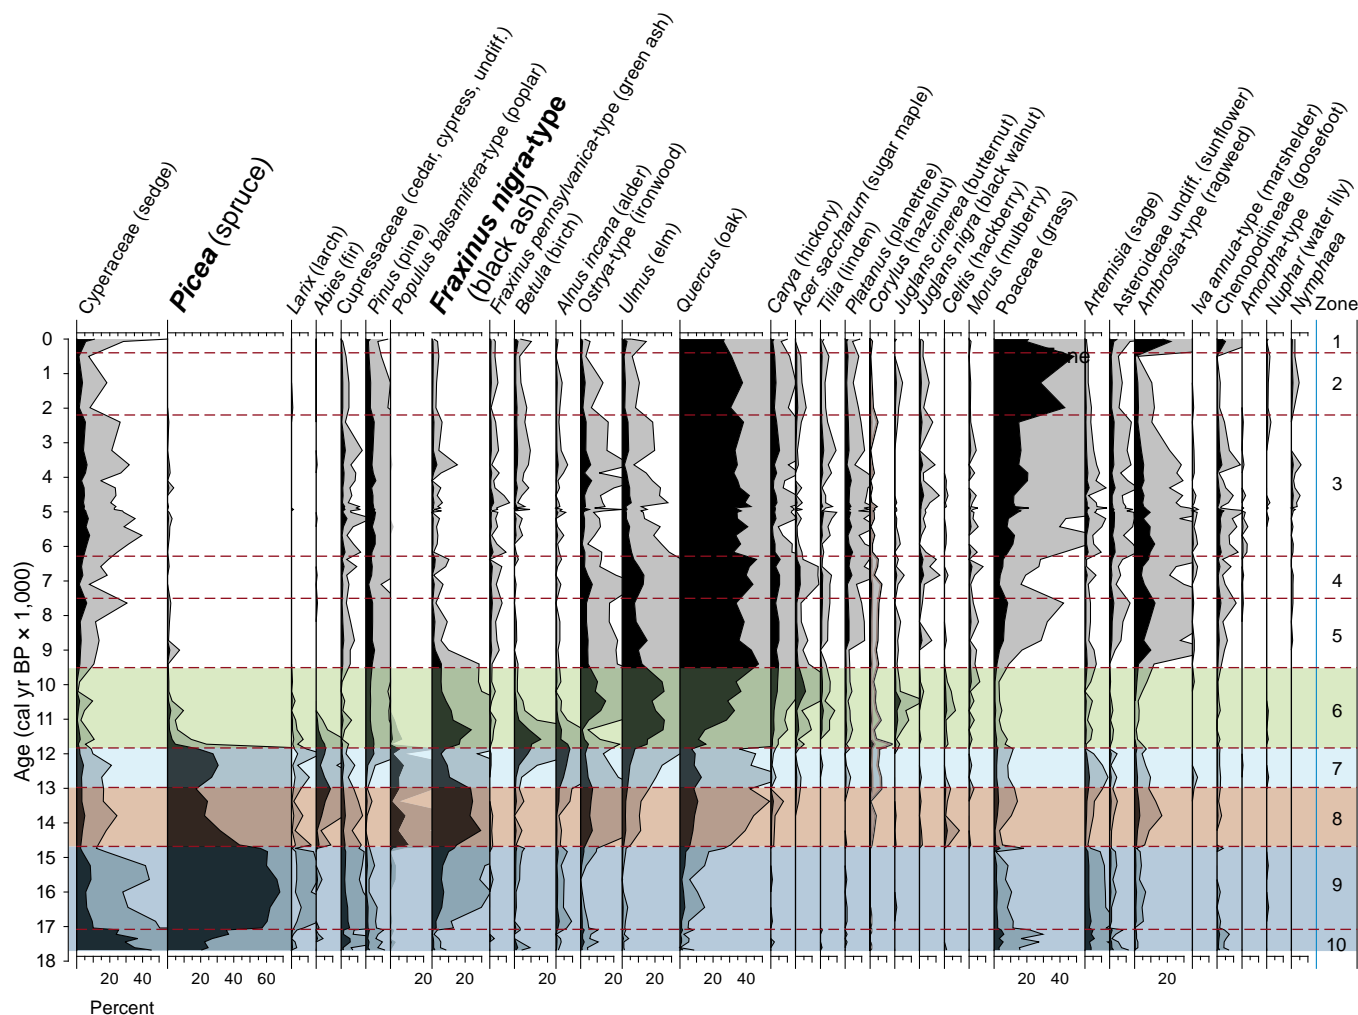 Cyperaceae (sedge)
Picea (spruce)
Larix (larch)
Abies (fir)
Cupressaceae (cedar, cypress, undiff.)
Pinus (pine)
Populus balsamifera-type (poplar)
Fraxinus nigra-type
(black ash)
Fraxinus pennsylvanica-type (green ash)
Betula (birch)
Alnus incana (alder)
Ostrya-type (ironwood)
Ulmus (elm)
Quercus (oak)
Carya (hickory)
Acer saccharum (sugar maple)
Tilia (linden)
Platanus (planetree)
Corylus (hazelnut)
Juglans cinerea (butternut)
Juglans nigra (black walnut)
Celtis (hackberry)
Morus (mulberry)
Poaceae (grass)
Artemisia (sage)
Asteroideae undiff. (sunflower)
Ambrosia-type (ragweed)
Iva annua-type (marshelder)
Chenopodiineae (goosefoot)
Amorpha-type
Nuphar (water lily)
Nymphaea
Zone
0
1
2
3
4
5
6
7
8
9
10
11
12
13
14
15
16
17
18
Age (cal yr BP × 1,000)
1
2
3
4
5
6
7
8
9
10
20 40 20 40 60 20 20 20 40 20 40 20
Percent